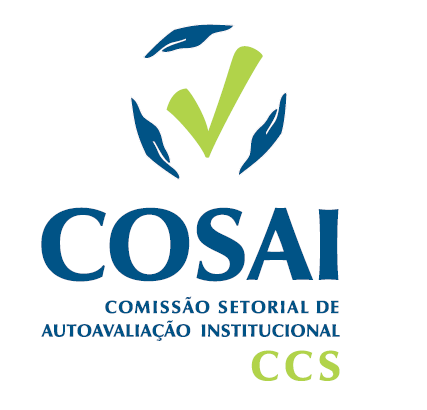 COSAI
COMISSÃO SETORIAL DE
AUTOAVALIAÇÃO INSTITUCIONAL
CCS